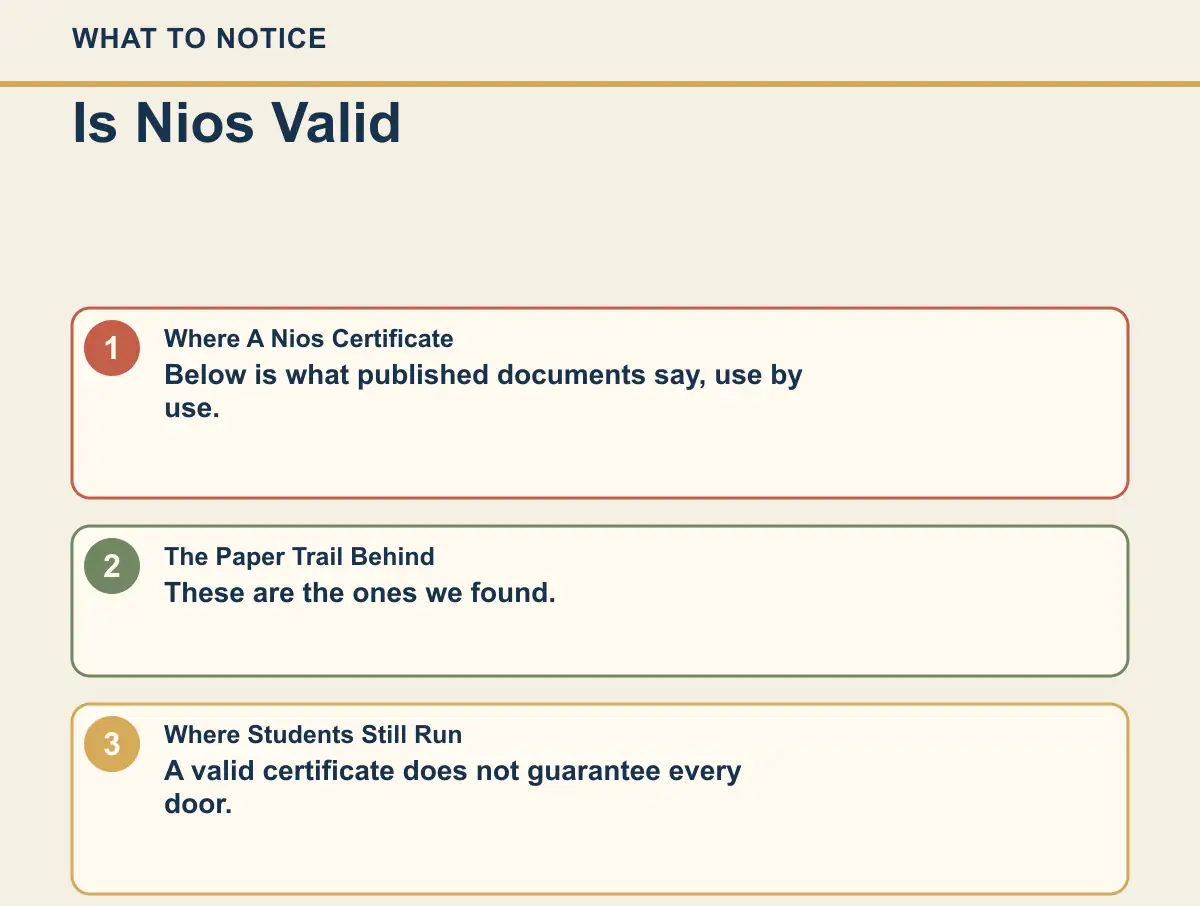 WHAT TO NOTICE
Is Nios Valid
1
Where A Nios Certificate
Below is what published documents say, use by
use.
2
The Paper Trail Behind
These are the ones we found.
3
Where Students Still Run
A valid certificate does not guarantee every
door.